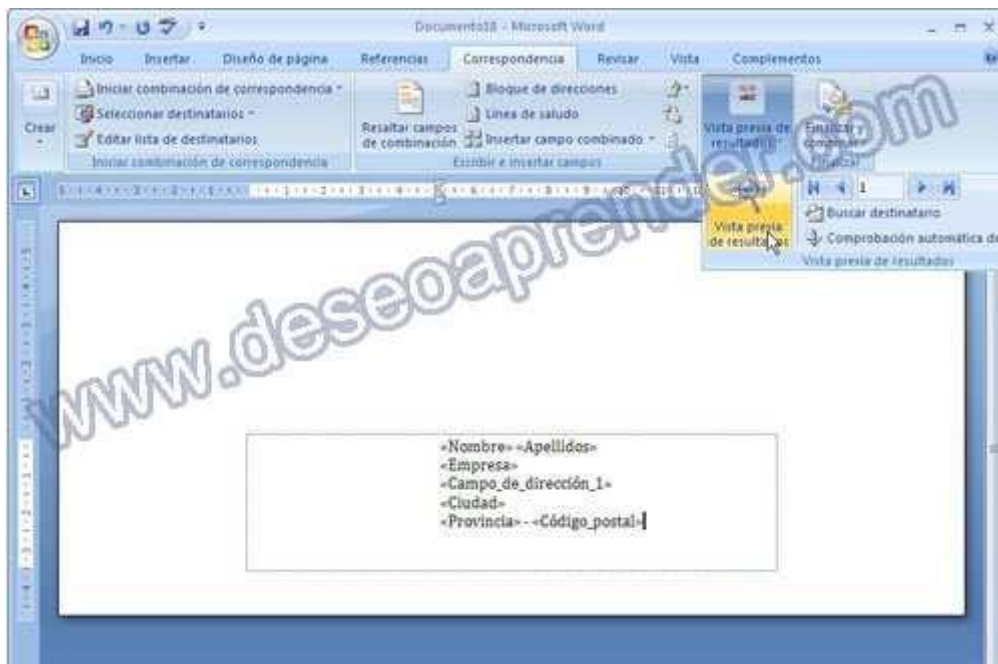 Documento18 - Microsoft Word
Inicio Insertar Diseño de página Referencias Correspondencia Revisar Vista Complementos
Crear
Iniciar combinación de correspondencia
Seleccionar destinatarios
Editar lista de destinatarios
Iniciar combinación de correspondencia
Resaltar campos
de combinación
Bloque de direcciones
Línea de saludo
Insertar campo combinado
Escribir e insertar campos
Vista previa de
resultados
Finalizar y
combinar
Finalizar
Vista previa
de resultados
1
Buscar destinatario
Comprobación automática de
Vista previa de resultados
www.deseoaprender.com
«Nombre» «Apellidos»
«Empresa»
«Campo_de_dirección_1»
«Ciudad»
«Provincia» - «Código_postal»